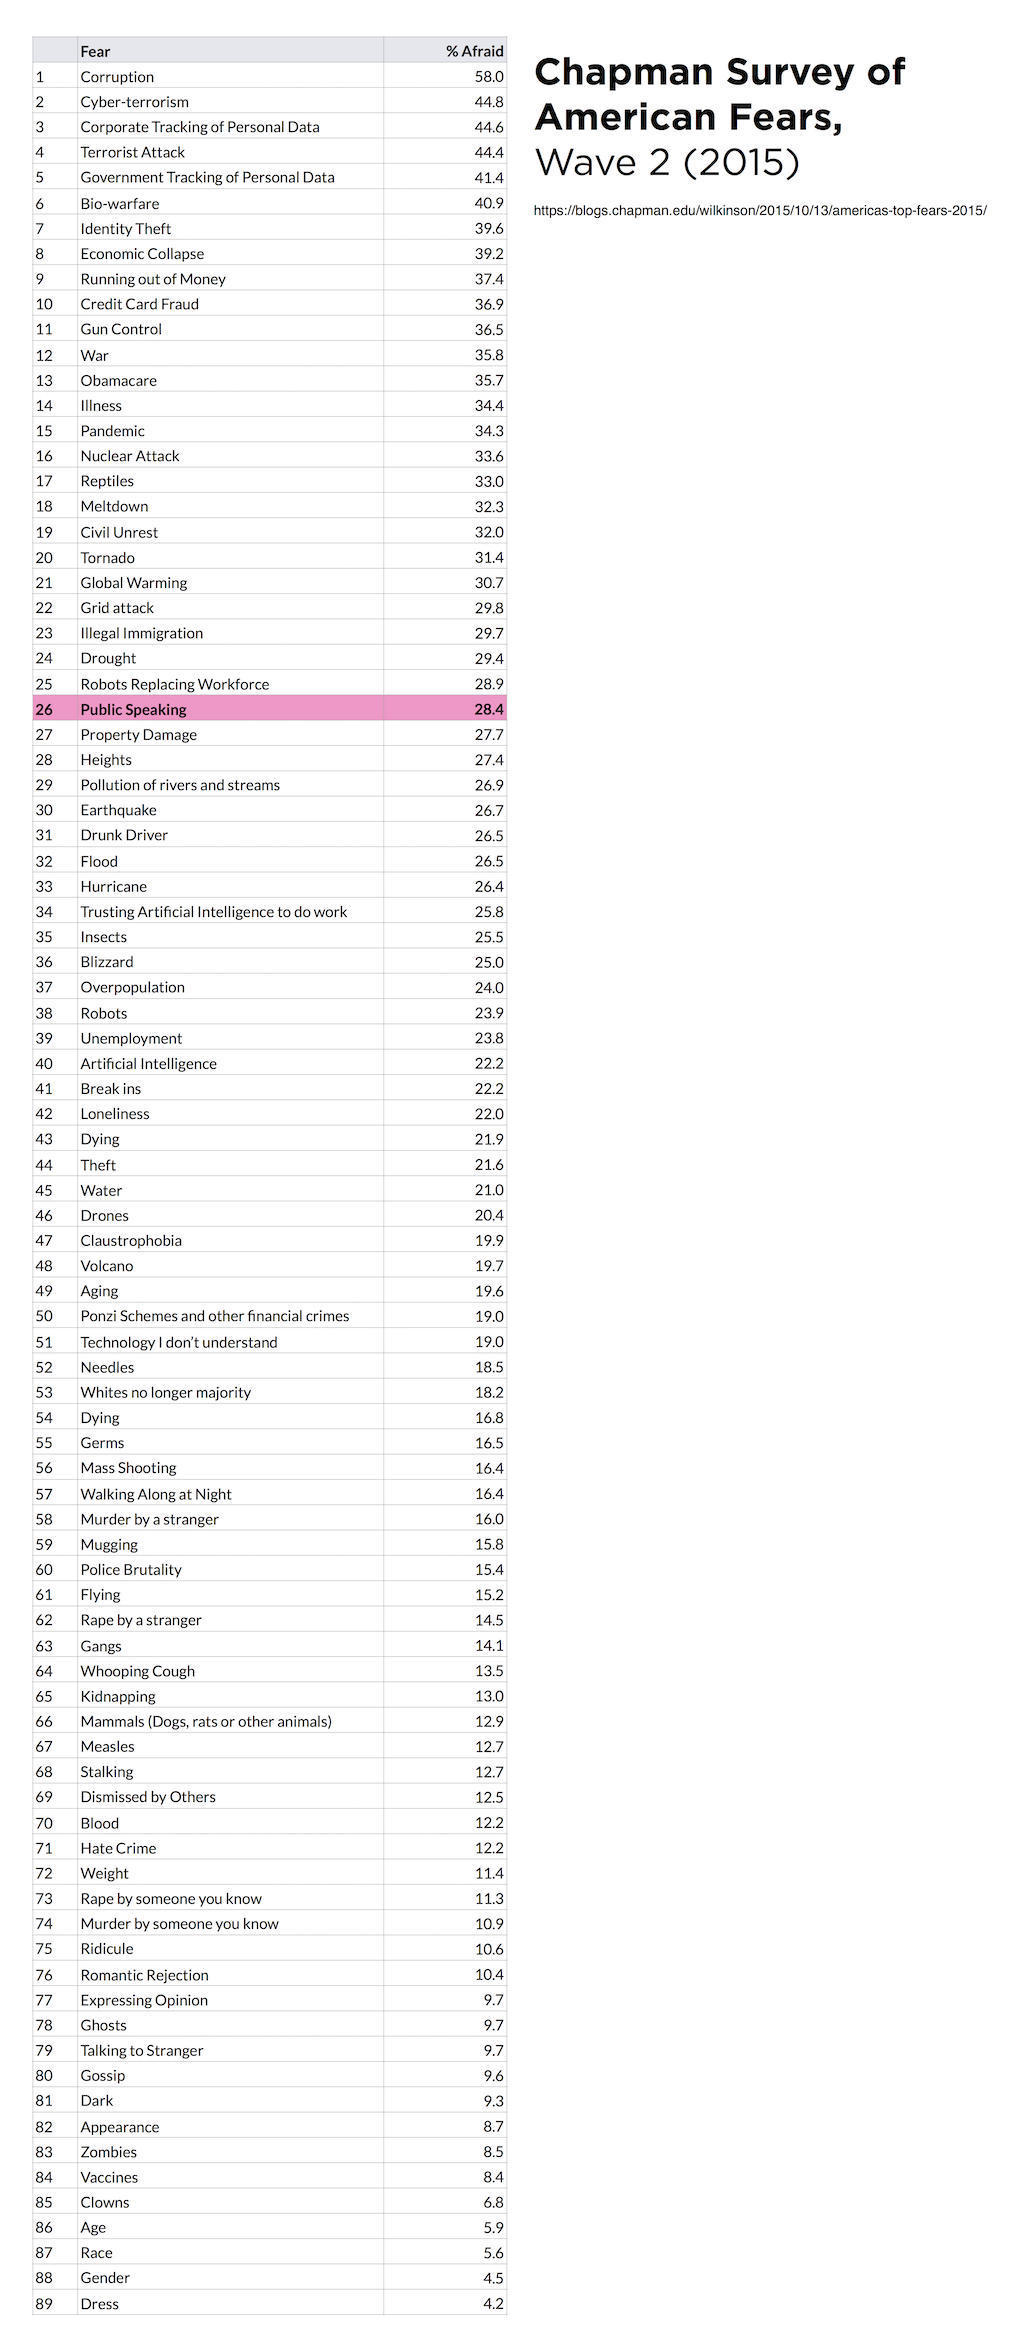 Fear % Afraid
1 Corruption 58.0
2 Cyber-terrorism 44.8
3 Corporate Tracking of Personal Data 44.6
4 Terrorist Attack 44.4
5 Government Tracking of Personal Data 41.4
6 Bio-warfare 40.9
7 Identity Theft 39.6
8 Economic Collapse 39.2
9 Running out of Money 37.4
10 Credit Card Fraud 36.9
11 Gun Control 36.5
12 War 35.8
13 Obamacare 35.7
14 Illness 34.4
15 Pandemic 34.3
16 Nuclear Attack 33.6
17 Reptiles 33.0
18 Meltdown 32.3
19 Civil Unrest 32.0
20 Tornado 31.4
21 Global Warming 30.7
22 Grid attack 29.8
23 Illegal Immigration 29.7
24 Drought 29.4
25 Robots Replacing Workforce 28.9
26 Public Speaking 28.4
27 Property Damage 27.7
28 Heights 27.4
29 Pollution of rivers and streams 26.9
30 Earthquake 26.7
31 Drunk Driver 26.5
32 Flood 26.5
33 Hurricane 26.4
34 Trusting Artificial Intelligence to do work 25.8
35 Insects 25.5
36 Blizzard 25.0
37 Overpopulation 24.0
38 Robots 23.9
39 Unemployment 23.8
40 Artificial Intelligence 22.2
41 Break ins 22.2
42 Loneliness 22.0
43 Dying 21.9
44 Theft 21.6
45 Water 21.0
46 Drones 20.4
47 Claustrophobia 19.9
48 Volcano 19.7
49 Aging 19.6
50 Ponzi Schemes and other financial crimes 19.0
51 Technology I don't understand 19.0
52 Needles 18.5
53 Whites no longer majority 18.2
54 Dying 16.8
55 Germs 16.5
56 Mass Shooting 16.4
57 Walking Along at Night 16.4
58 Murder by a stranger 16.0
59 Mugging 15.8
60 Police Brutality 15.4
61 Flying 15.2
62 Rape by a stranger 14.5
63 Gangs 14.1
64 Whooping Cough 13.5
65 Kidnapping 13.0
66 Mammals (Dogs, rats or other animals) 12.9
67 Measles 12.7
68 Stalking 12.7
69 Dismissed by Others 12.5
70 Blood 12.2
71 Hate Crime 12.2
72 Weight 11.4
73 Rape by someone you know 11.3
74 Murder by someone you know 10.9
75 Ridicule 10.6
76 Romantic Rejection 10.4
77 Expressing Opinion 9.7
78 Ghosts 9.7
79 Talking to Stranger 9.7
80 Gossip 9.6
81 Dark 9.3
82 Appearance 8.7
83 Zombies 8.5
84 Vaccines 8.4
85 Clowns 6.8
86 Age 5.9
87 Race 5.6
88 Gender 4.5
89 Dress 4.2
Chapman Survey of
American Fears,
Wave 2 (2015)
https://blogs.chapman.edu/wilkinson/2015/10/13/americas-top-fears-2015/